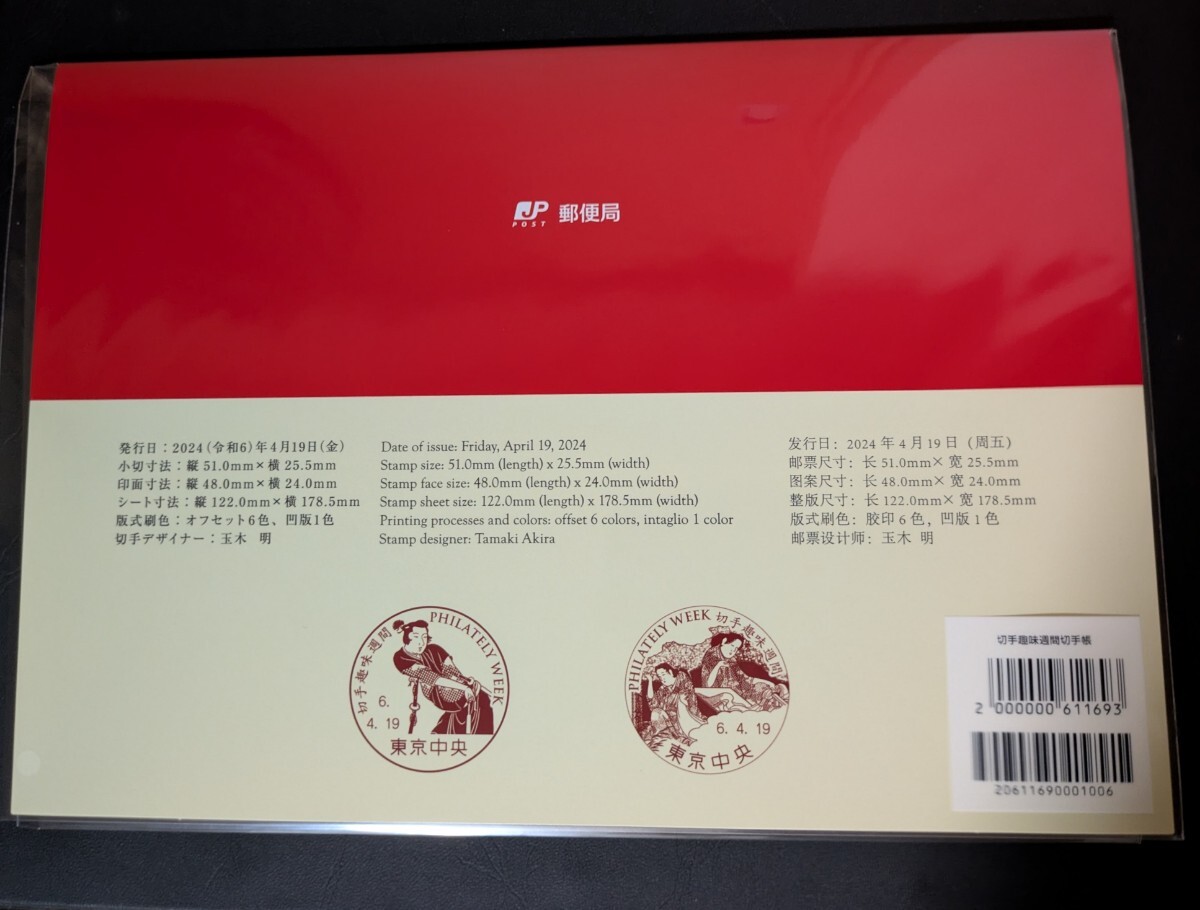 JP
POST 郵便局
発行日：2024（令和6）年4月19日（金）
小切寸法：縦 51.0mm×横 25.5mm
印面寸法：縦 48.0mm×横 24.0mm
シート寸法：縦 122.0mm×横 178.5mm
版式刷色：オフセット6色、凹版1色
切手デザイナー：玉木 明
Date of issue: Friday, April 19, 2024
Stamp size: 51.0mm (length) x 25.5mm (width)
Stamp face size: 48.0mm (length) x 24.0mm (width)
Stamp sheet size: 122.0mm (length) x 178.5mm (width)
Printing processes and colors: offset 6 colors, intaglio 1 color
Stamp designer: Tamaki Akira
发行日：2024 年 4 月 19 日（周五）
邮票尺寸：长 51.0mm× 宽 25.5mm
图案尺寸：长 48.0mm× 宽 24.0mm
整版尺寸：长 122.0mm× 宽 178.5mm
版式刷色：胶印 6 色，凹版 1 色
邮票设计师：玉木 明
切手趣味週間 PHILATELY WEEK
6.
4. 19
東京中央
PHILATELY WEEK 切手趣味週間
6. 4. 19
東京中央
切手趣味週間切手帳
2 000000 611693
20611690001006